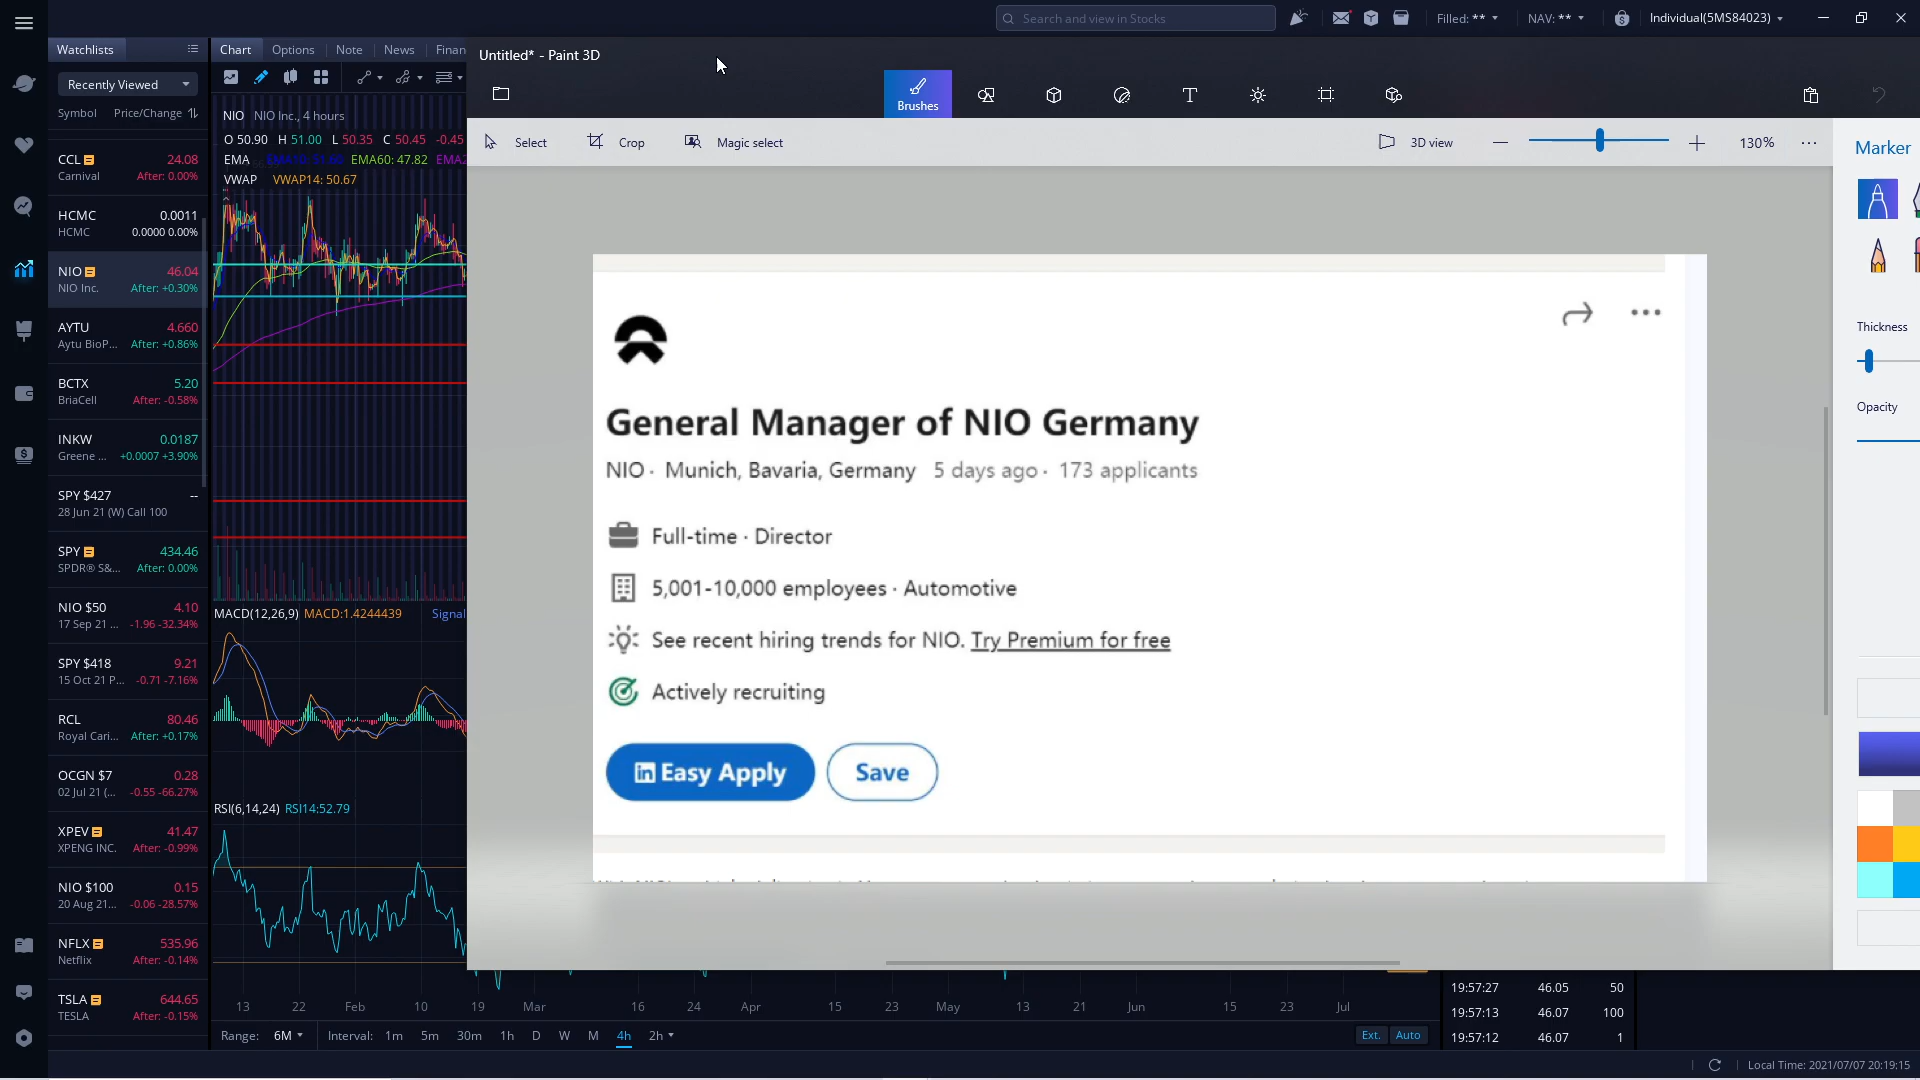 Search and view in Stocks
Filled: **
NAV: **
Individual(5MS84023)
Watchlists
Chart
Options
Note
News
Finan
Recently Viewed
Symbol
Price/Change
CCL 24.08
Carnival After: 0.00%
HCMC 0.0011
HCMC 0.0000 0.00%
NIO 46.04
NIO Inc. After: +0.30%
AYTU 4.660
Aytu BioP... After: +0.86%
BCTX 5.20
BriaCell After: -0.58%
INKW 0.0187
Greene ... +0.0007 +3.90%
SPY $427 --
28 Jun 21 (W) Call 100
SPY 434.46
SPDR® S&... After: 0.00%
NIO $50 4.10
17 Sep 21 ... -1.96 -32.34%
SPY $418 9.21
15 Oct 21 P... -0.71 -7.16%
RCL 80.46
Royal Cari... After: +0.17%
OCGN $7 0.28
02 Jul 21 (... -0.55 -66.27%
XPEV 41.47
XPENG INC. After: -0.99%
NIO $100 0.15
20 Aug 21... -0.06 -28.57%
NFLX 535.96
Netflix After: -0.14%
TSLA 644.65
TESLA After: -0.15%
NIO NIO Inc., 4 hours
O 50.90 H 51.00 L 50.35 C 50.45 -0.45
EMA EMA60: 47.82 EMA2
VWAP VWAP14: 50.67
MACD(12,26,9) MACD:1.4244439 Signal
RSI(6,14,24) RSI14:52.79
Untitled* - Paint 3D
Brushes
Select
Crop
Magic select
3D view
130%
Marker
Thickness
Opacity
General Manager of NIO Germany
NIO · Munich, Bavaria, Germany 5 days ago · 173 applicants
Full-time · Director
5,001-10,000 employees · Automotive
See recent hiring trends for NIO. Try Premium for free
Actively recruiting
in Easy Apply
Save
13 22 Feb 10 19 Mar 16 24 Apr 15 23 May 13 21 Jun 15 23 Jul
Range: 6M Interval: 1m 5m 30m 1h D W M 4h 2h
Ext. Auto
19:57:27 46.05 50
19:57:13 46.07 100
19:57:12 46.07 1
Local Time: 2021/07/07 20:19:15